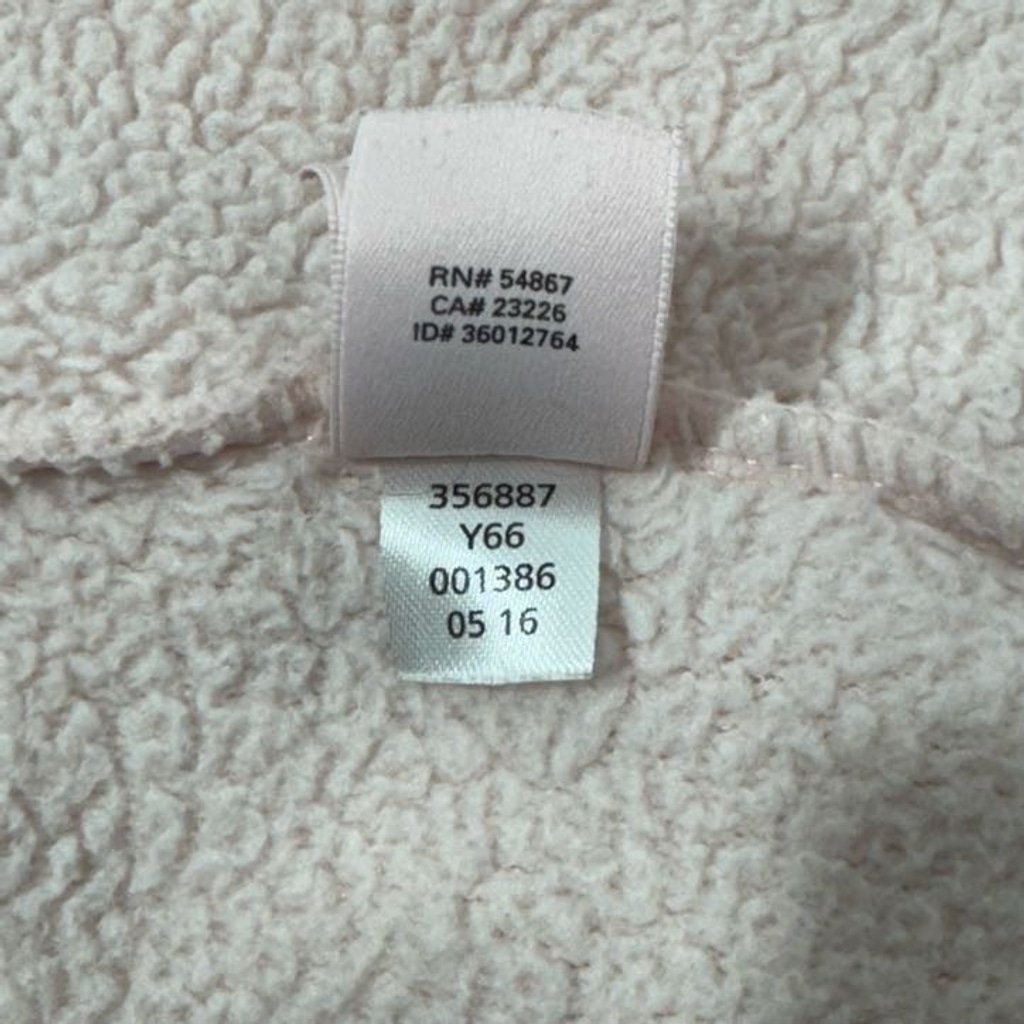 RN# 54867
CA# 23226
ID# 36012764
356887
Y66
001386
05 16